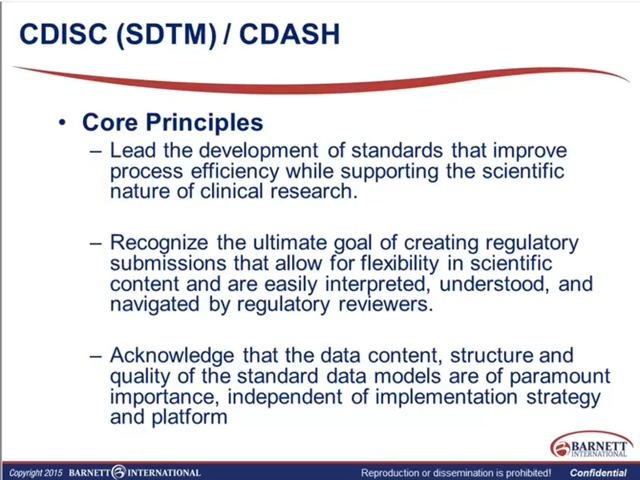 CDISC (SDTM) / CDASH
• Core Principles
– Lead the development of standards that improve
process efficiency while supporting the scientific
nature of clinical research.
– Recognize the ultimate goal of creating regulatory
submissions that allow for flexibility in scientific
content and are easily interpreted, understood, and
navigated by regulatory reviewers.
– Acknowledge that the data content, structure and
quality of the standard data models are of paramount
importance, independent of implementation strategy
and platform
BARNETT
INTERNATIONAL
Copyright 2015 BARNETT INTERNATIONAL
Reproduction or dissemination is prohibited! Confidential